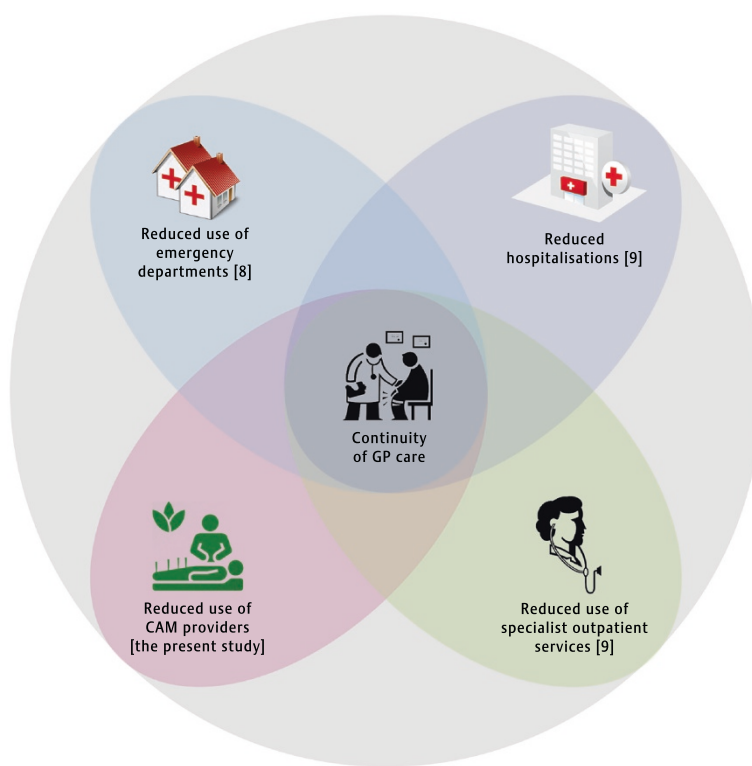 Reduced use of
emergency
departments [8]
Reduced
hospitalisations [9]
Continuity
of GP care
Reduced use of
CAM providers
[the present study]
Reduced use of
specialist outpatient
services [9]